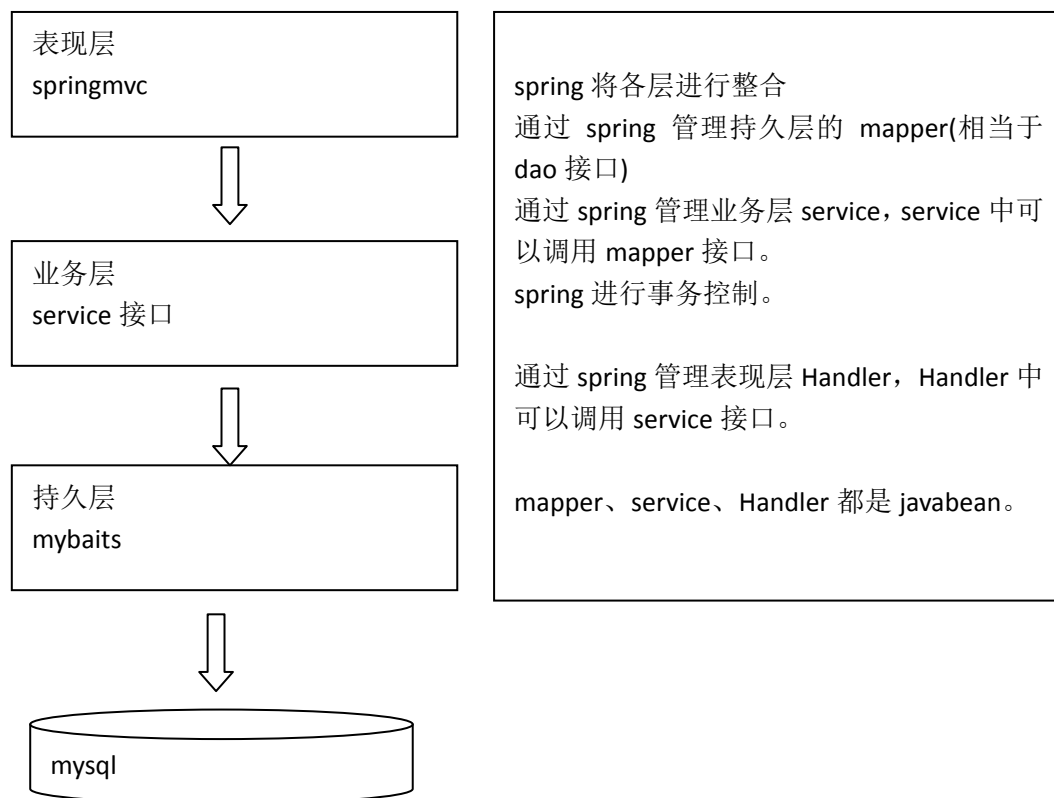 表现层
springmvc
业务层
service 接口
持久层
mybaits
mysql
spring 将各层进行整合
通过 spring 管理持久层的 mapper(相当于
dao 接口)
通过 spring 管理业务层 service，service 中可
以调用 mapper 接口。
spring 进行事务控制。
通过 spring 管理表现层 Handler，Handler 中
可以调用 service 接口。
mapper、service、Handler 都是 javabean。